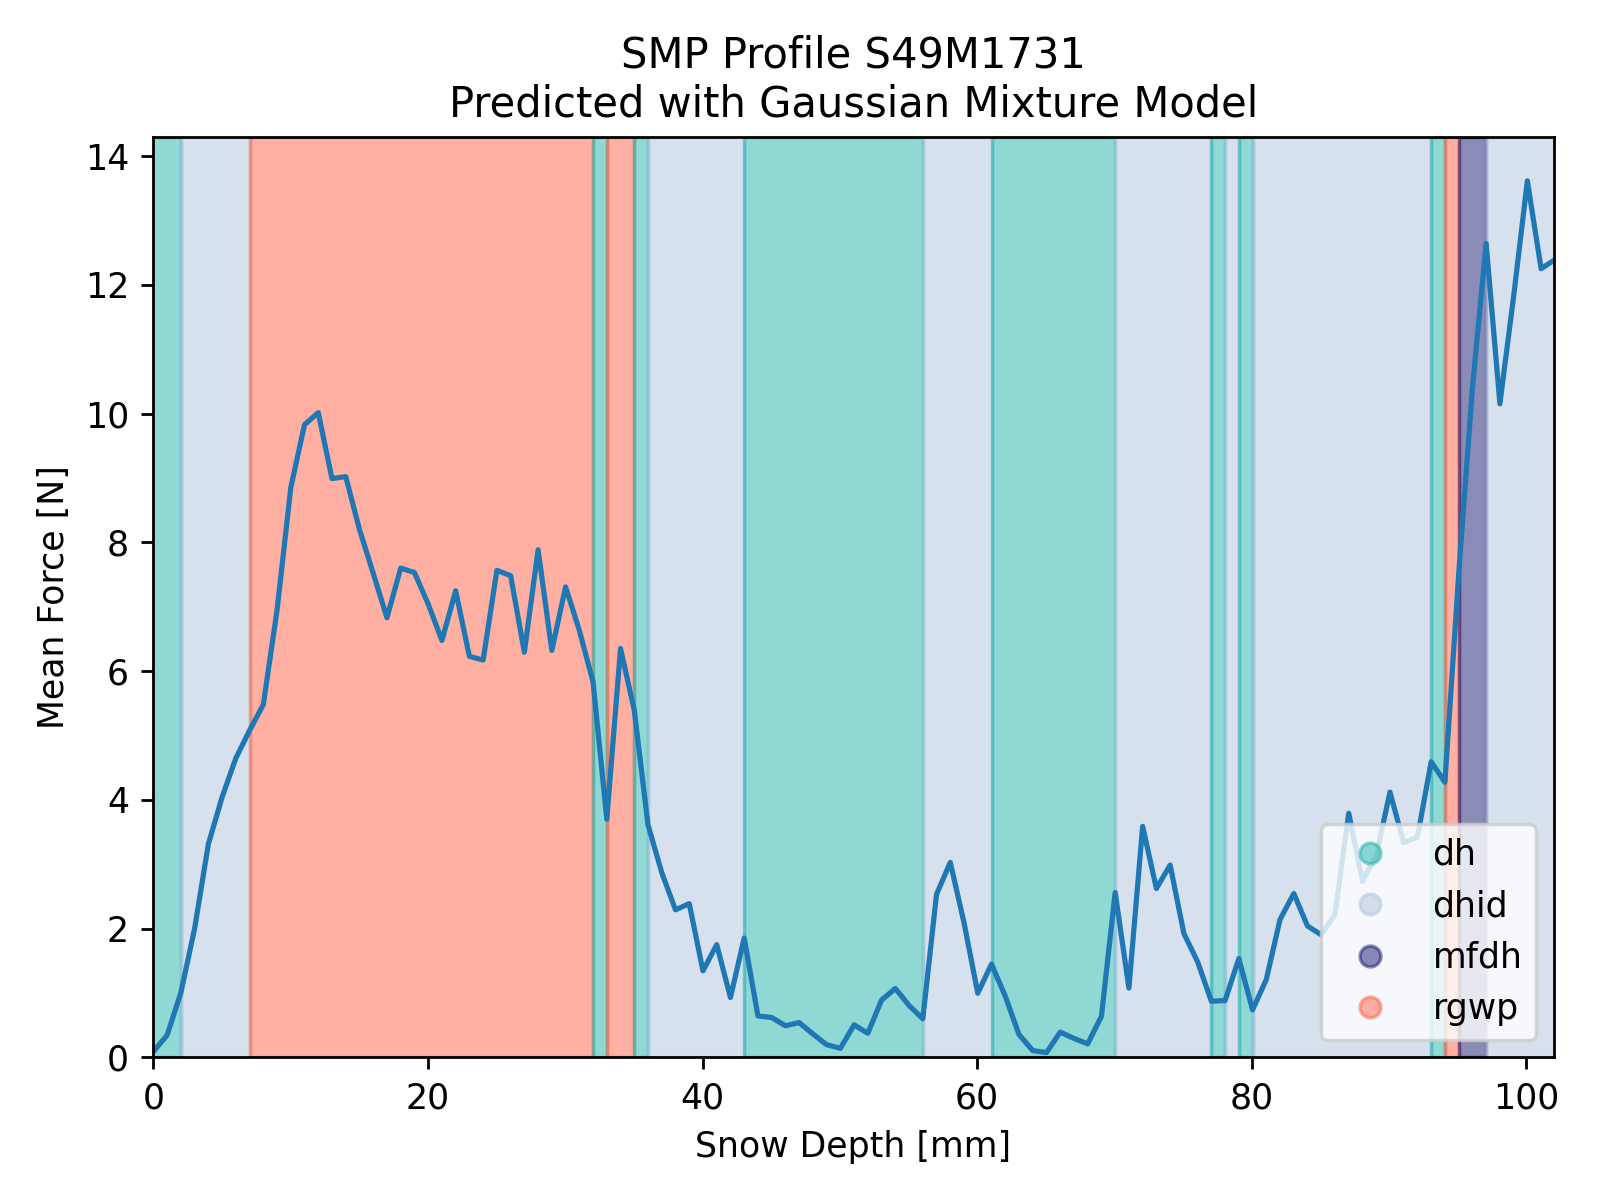 SMP Profile S49M1731
Predicted with Gaussian Mixture Model
14
12
10
8
6
4
2
0
Mean Force [N]
0 20 40 60 80 100
Snow Depth [mm]
dh
dhid
mfdh
rgwp